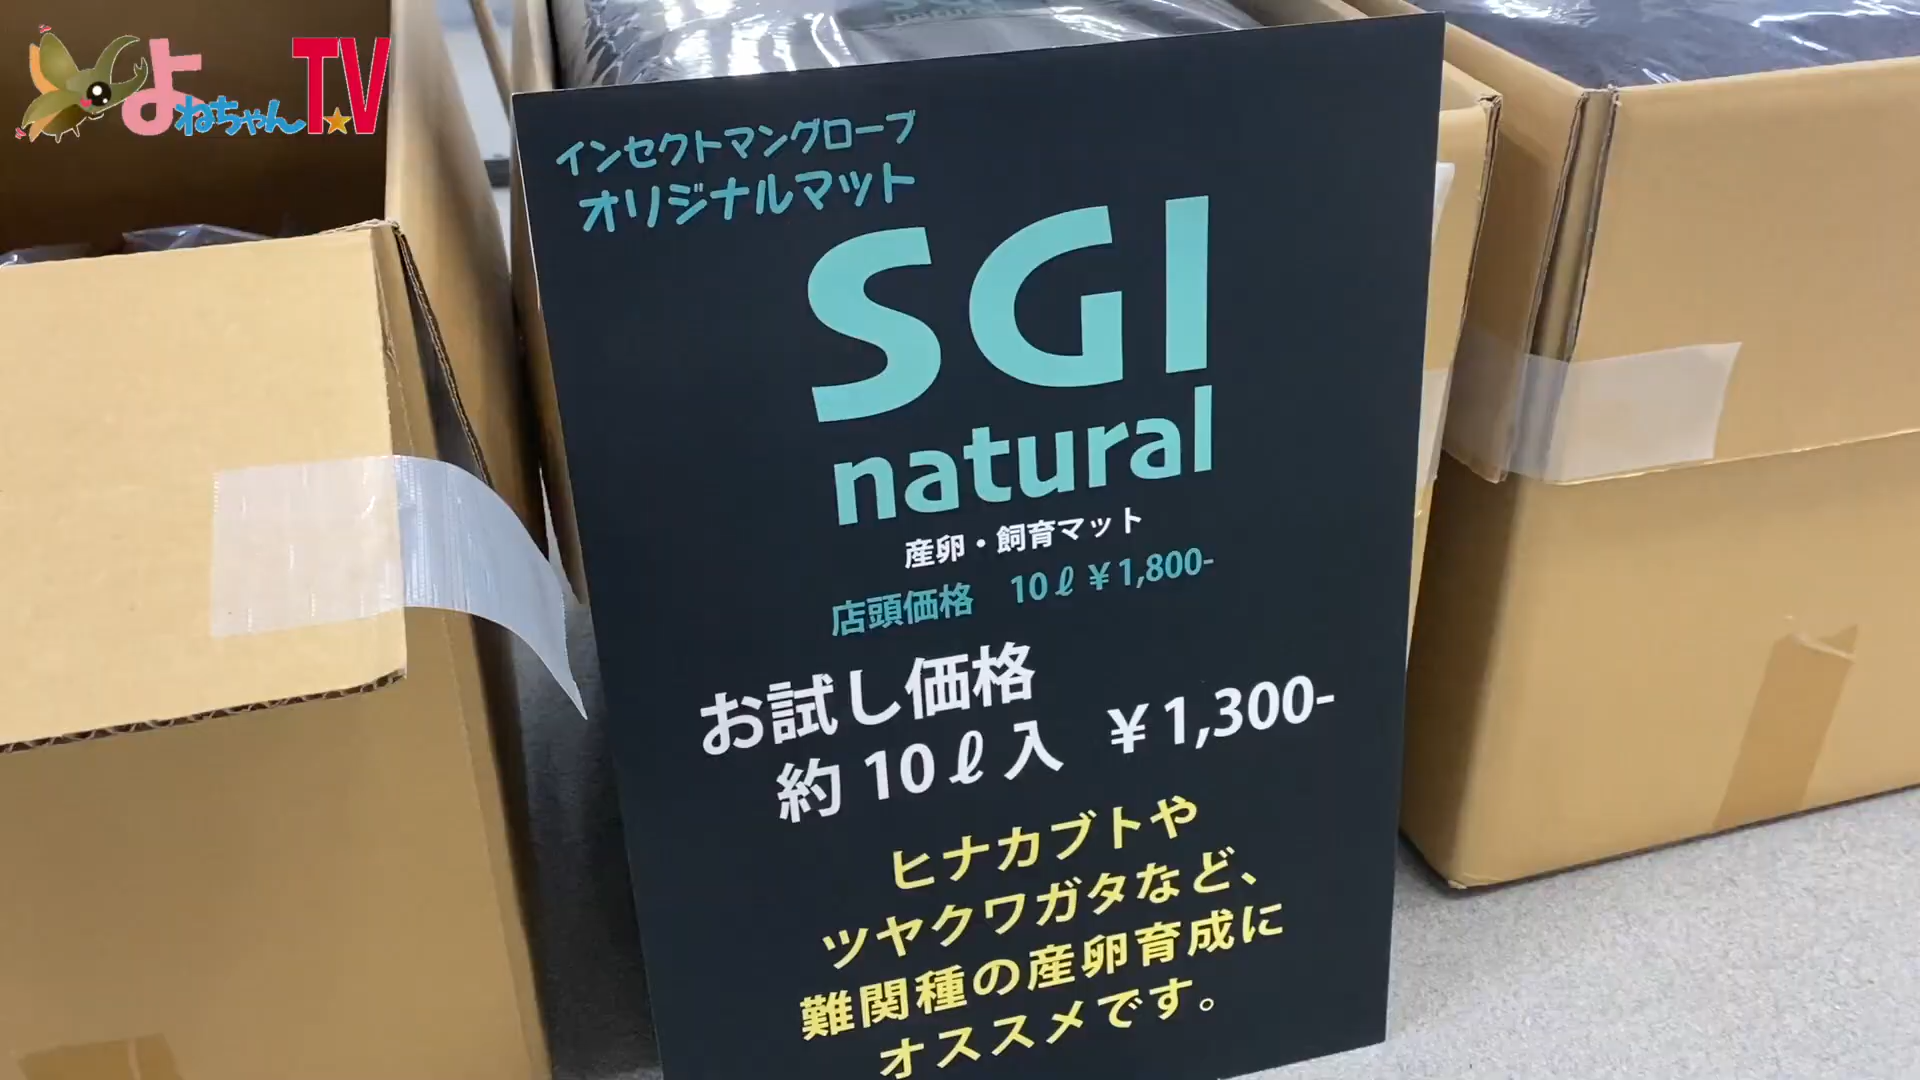 よねちゃんTV
natural
インセクトマングローブ
オリジナルマット
SGI
natural
産卵・飼育マット
店頭価格 10ℓ ¥1,800-
お試し価格
約10ℓ入 ¥1,300-
ヒナカブトや
ツヤクワガタなど、
難関種の産卵育成に
オススメです。